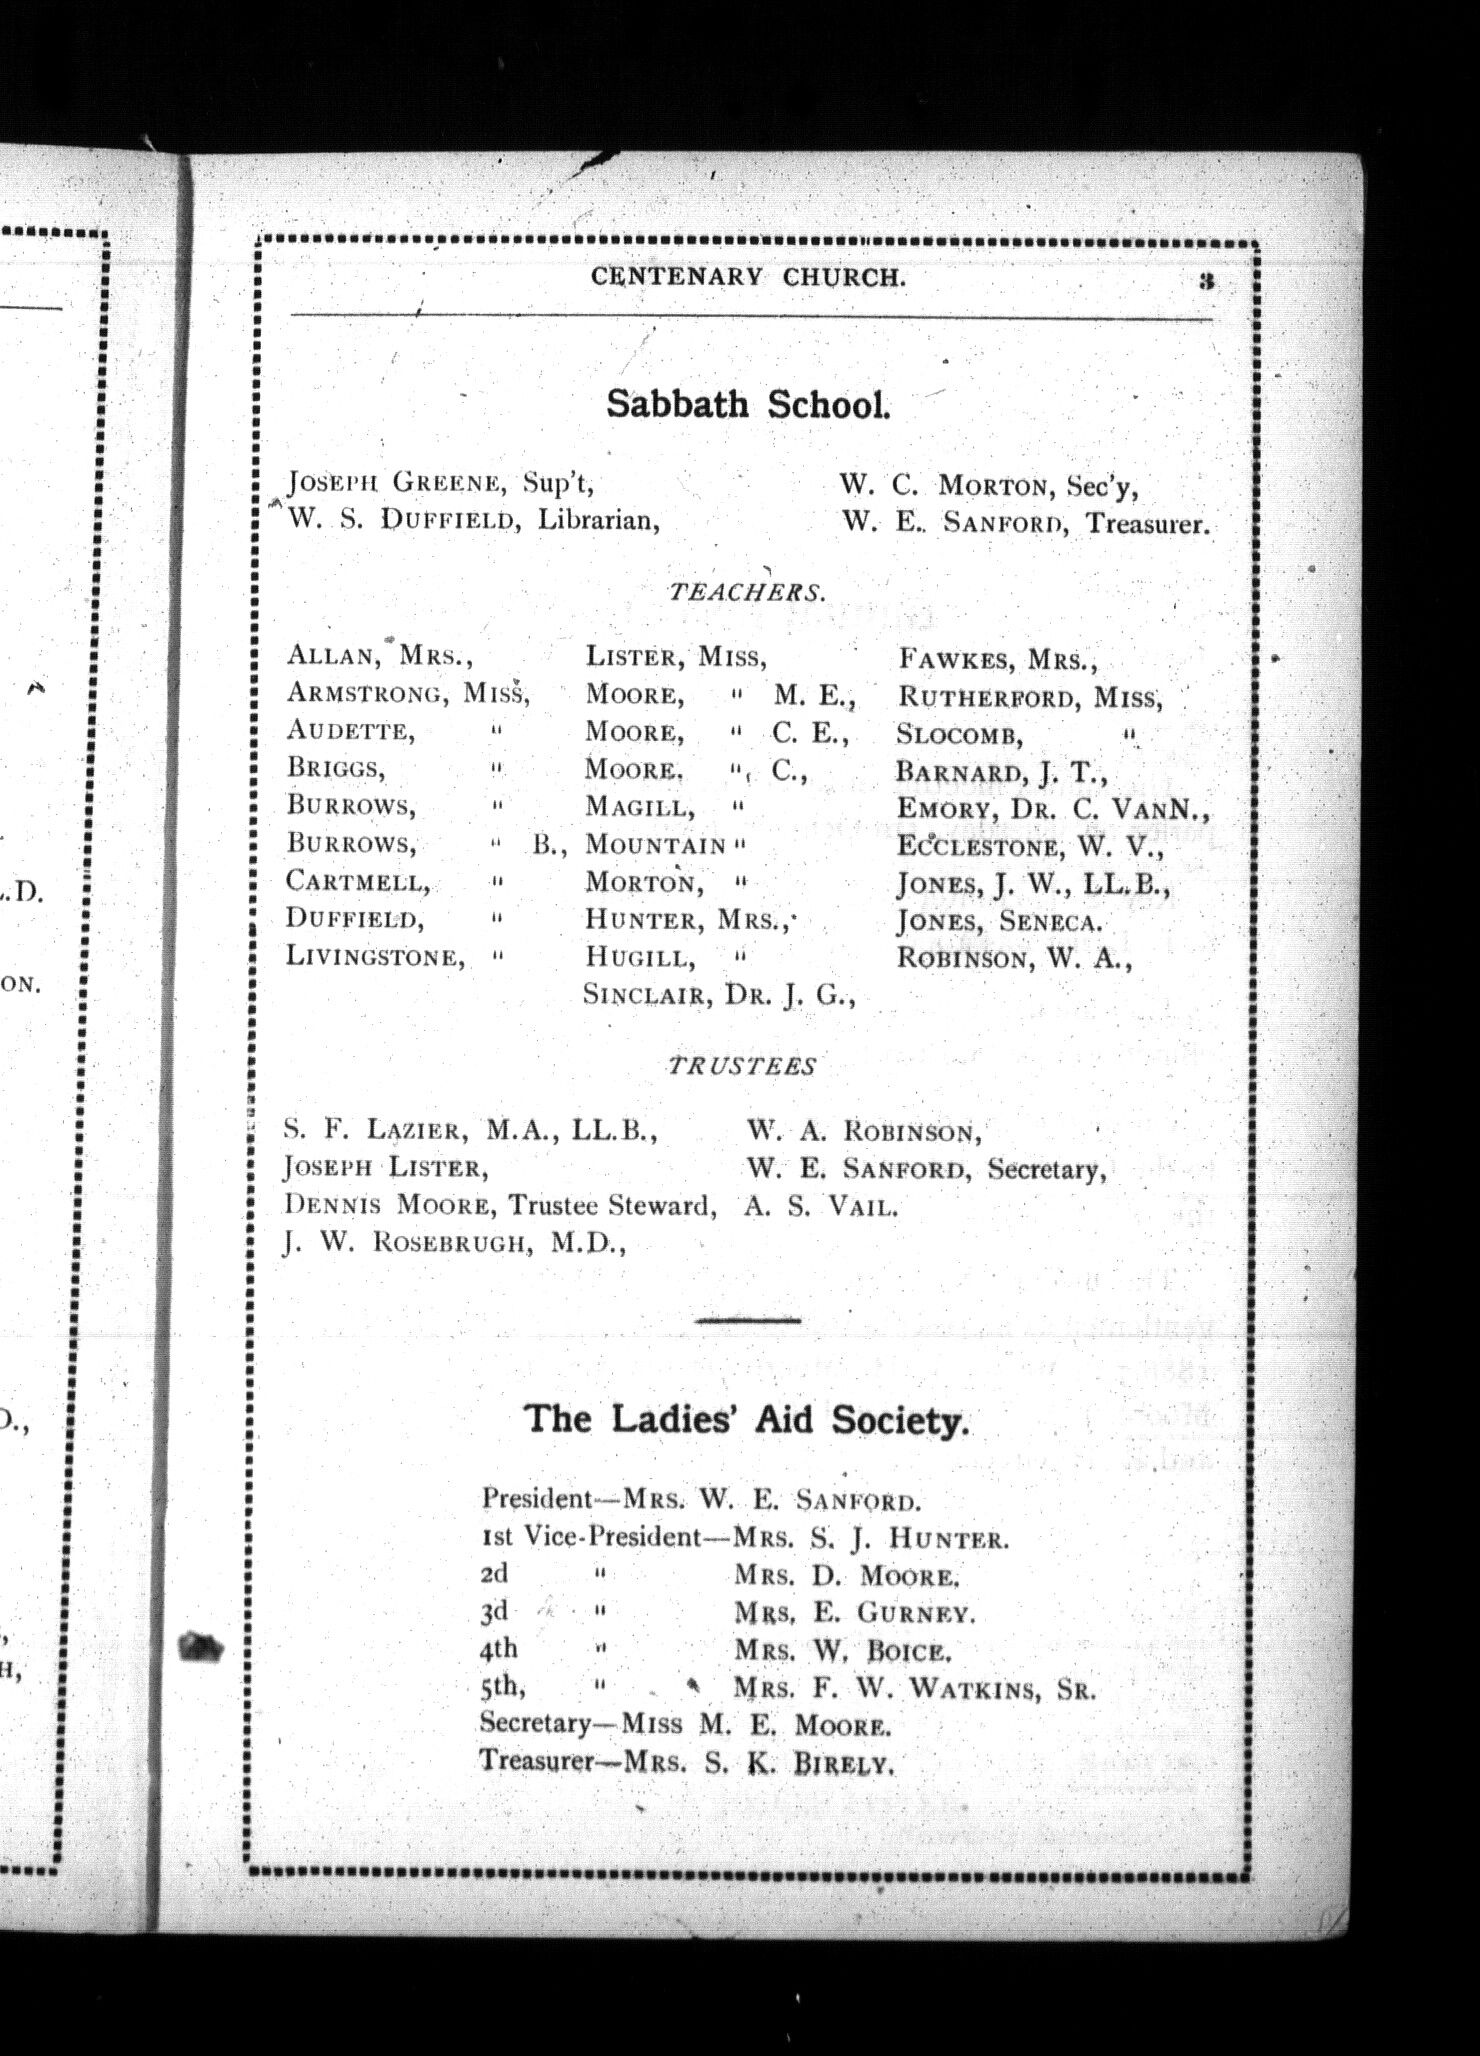 CENTENARY CHURCH. 3
Sabbath School.
JOSEPH GREENE, Sup't, W. C. MORTON, Sec'y,
W. S. DUFFIELD, Librarian, W. E. SANFORD, Treasurer.
TEACHERS.
ALLAN, MRS., LISTER, MISS, FAWKES, MRS.,
ARMSTRONG, MISS, MOORE, " M. E., RUTHERFORD, MISS,
AUDETTE, " MOORE, " C. E., SLOCOMB, "
BRIGGS, " MOORE, " C., BARNARD, J. T.,
BURROWS, " MAGILL, " EMORY, DR. C. VANN.,
BURROWS, " B., MOUNTAIN " ECCLESTONE, W. V.,
CARTMELL, " MORTON, " JONES, J. W., LL.B.,
DUFFIELD, " HUNTER, MRS., JONES, SENECA.
LIVINGSTONE, " HUGILL, " ROBINSON, W. A.,
SINCLAIR, DR. J. G.,
TRUSTEES
S. F. LAZIER, M.A., LL.B., W. A. ROBINSON,
JOSEPH LISTER, W. E. SANFORD, Secretary,
DENNIS MOORE, Trustee Steward, A. S. VAIL.
J. W. ROSEBRUGH, M.D.,
The Ladies' Aid Society.
President—MRS. W. E. SANFORD.
1st Vice-President—MRS. S. J. HUNTER.
2d " MRS. D. MOORE.
3d " MRS. E. GURNEY.
4th " MRS. W. BOICE.
5th, " MRS. F. W. WATKINS, SR.
Secretary—MISS M. E. MOORE.
Treasurer—MRS. S. K. BIRELY.